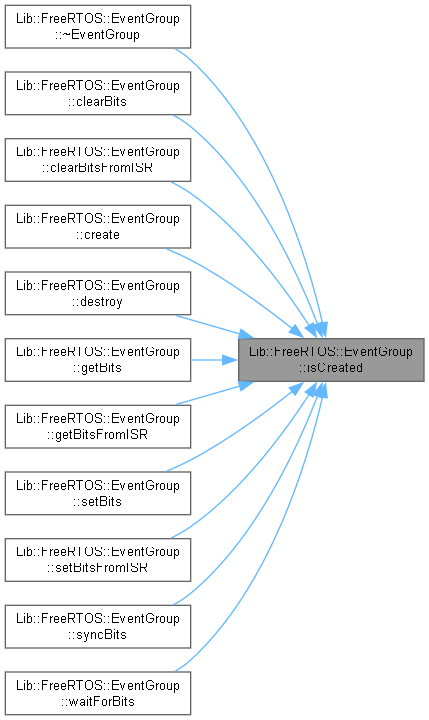 Lib::FreeRTOS::EventGroup
::~EventGroup
Lib::FreeRTOS::EventGroup
::clearBits
Lib::FreeRTOS::EventGroup
::clearBitsFromISR
Lib::FreeRTOS::EventGroup
::create
Lib::FreeRTOS::EventGroup
::destroy
Lib::FreeRTOS::EventGroup
::getBits
Lib::FreeRTOS::EventGroup
::isCreated
Lib::FreeRTOS::EventGroup
::getBitsFromISR
Lib::FreeRTOS::EventGroup
::setBits
Lib::FreeRTOS::EventGroup
::setBitsFromISR
Lib::FreeRTOS::EventGroup
::syncBits
Lib::FreeRTOS::EventGroup
::waitForBits